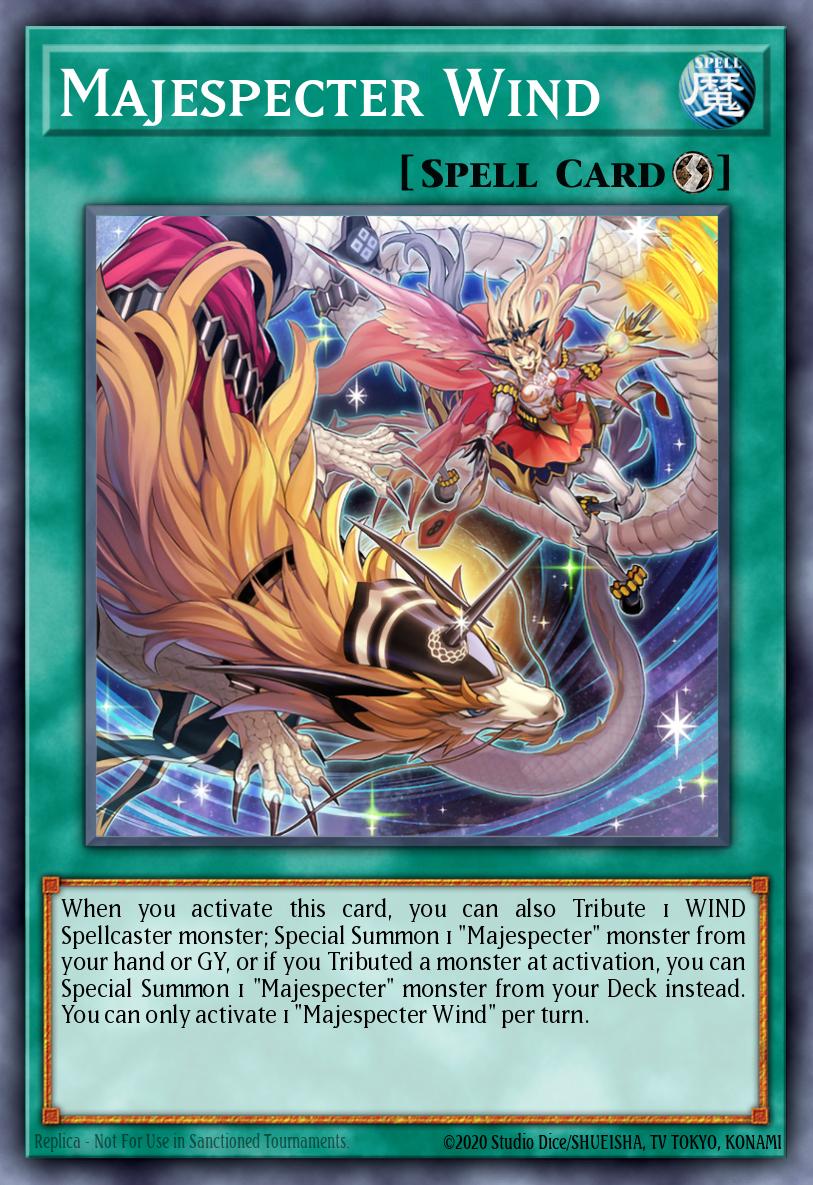 Majespecter Wind
SPELL
魔
[Spell Card]
When you activate this card, you can also Tribute 1 WIND
Spellcaster monster; Special Summon 1 "Majespecter" monster from
your hand or GY, or if you Tributed a monster at activation, you can
Special Summon 1 "Majespecter" monster from your Deck instead.
You can only activate 1 "Majespecter Wind" per turn.
Replica - Not For Use in Sanctioned Tournaments.
©2020 Studio Dice/SHUEISHA, TV TOKYO, KONAMI